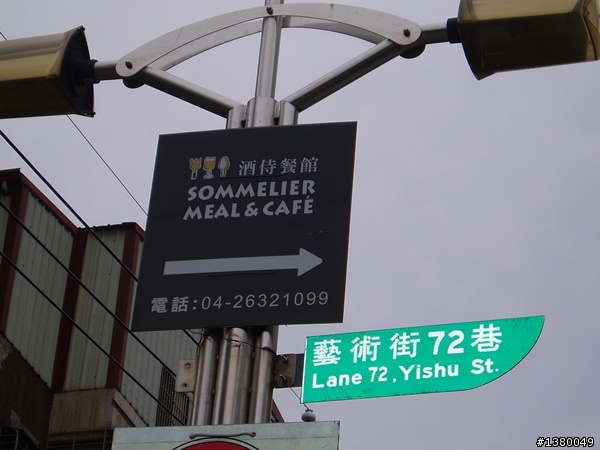 酒侍餐館
SOMMELIER
MEAL & CAFÉ
電話:04-26321099
藝術街72巷
Lane 72, Yishu St.
#1380049